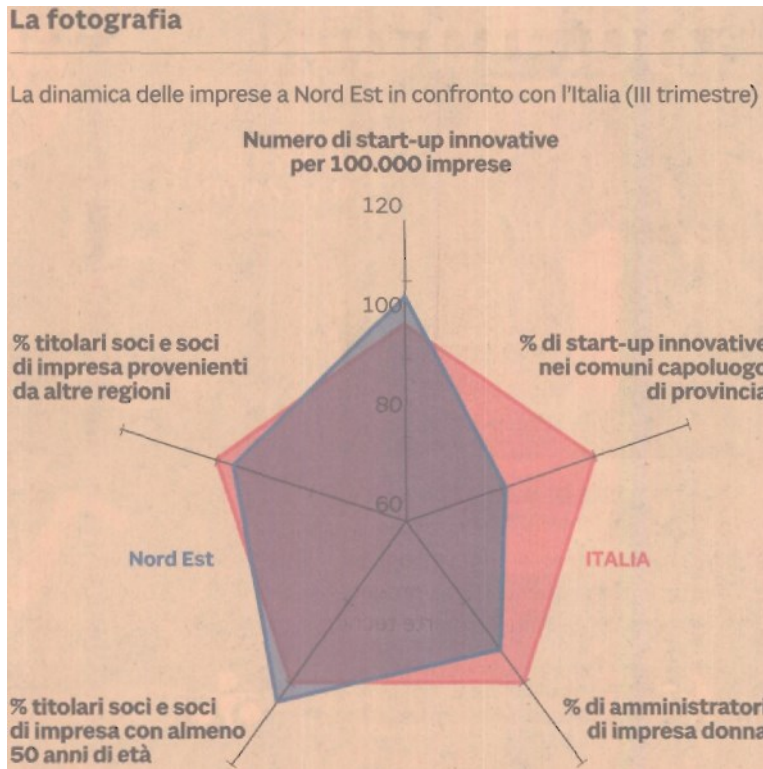 La fotografia
La dinamica delle imprese a Nord Est in confronto con l'Italia (III trimestre)
Numero di start-up innovative
per 100.000 imprese
120
100
80
60
% titolari soci e soci
di impresa provenienti
da altre regioni
% di start-up innovative
nei comuni capoluogo
di provincia
Nord Est
ITALIA
% titolari soci e soci
di impresa con almeno
50 anni di età
% di amministratori
di impresa donna